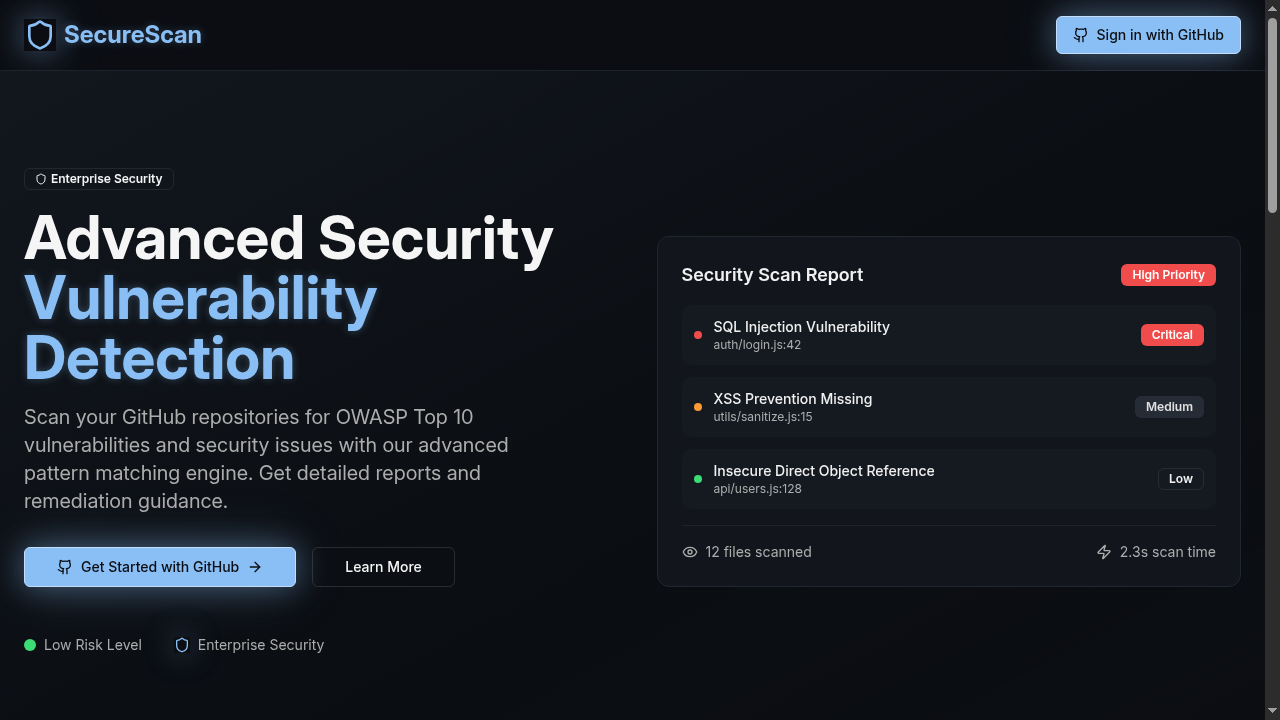 SecureScan
Sign in with GitHub
Enterprise Security
Advanced Security
Vulnerability
Detection
Scan your GitHub repositories for OWASP Top 10
vulnerabilities and security issues with our advanced
pattern matching engine. Get detailed reports and
remediation guidance.
Get Started with GitHub
Learn More
Low Risk Level
Enterprise Security
Security Scan Report
High Priority
SQL Injection Vulnerability
auth/login.js:42
Critical
XSS Prevention Missing
utils/sanitize.js:15
Medium
Insecure Direct Object Reference
api/users.js:128
Low
12 files scanned
2.3s scan time